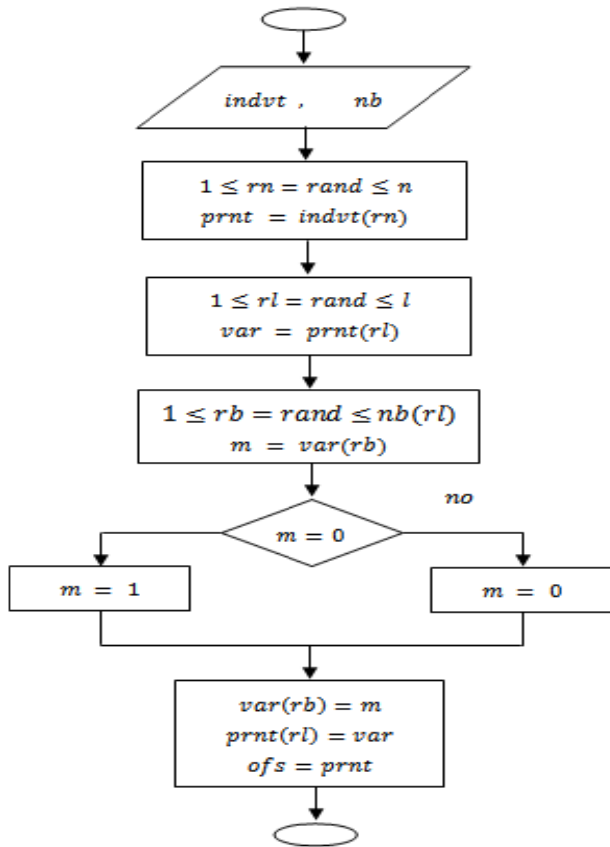 indvt , nb
1 ≤ rn = rand ≤ n
prnt = indvt(rn)
1 ≤ rl = rand ≤ l
var = prnt(rl)
1 ≤ rb = rand ≤ nb(rl)
m = var(rb)
no
m = 0
m = 1
m = 0
var(rb) = m
prnt(rl) = var
ofs = prnt